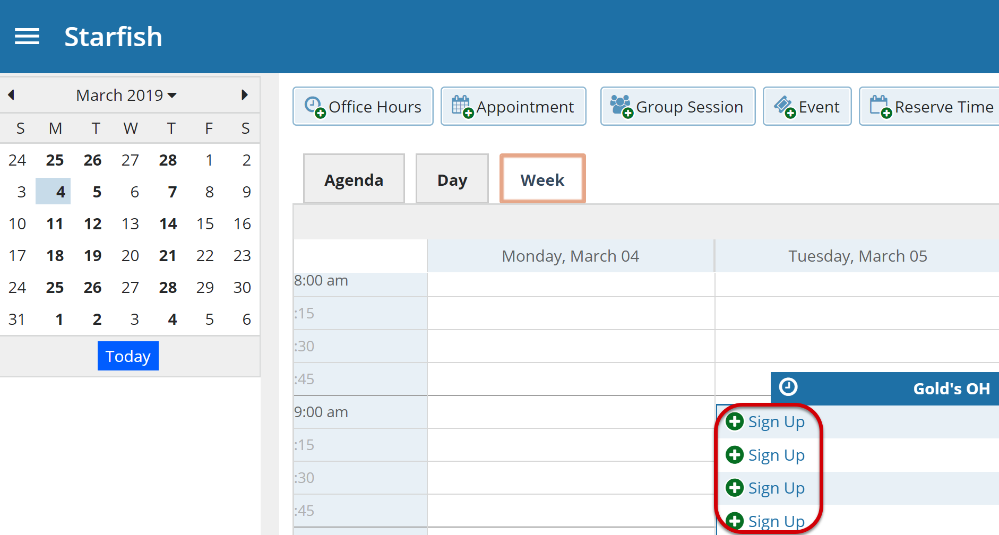 Starfish
March 2019
S M T W T F S
24 25 26 27 28 1 2
3 4 5 6 7 8 9
10 11 12 13 14 15 16
17 18 19 20 21 22 23
24 25 26 27 28 29 30
31 1 2 3 4 5 6
Today
Office Hours Appointment Group Session Event Reserve Time
Agenda Day Week
Monday, March 04 Tuesday, March 05
8:00 am
:15
:30
:45
Gold's OH
9:00 am
Sign Up
:15
Sign Up
:30
Sign Up
:45
Sign Up